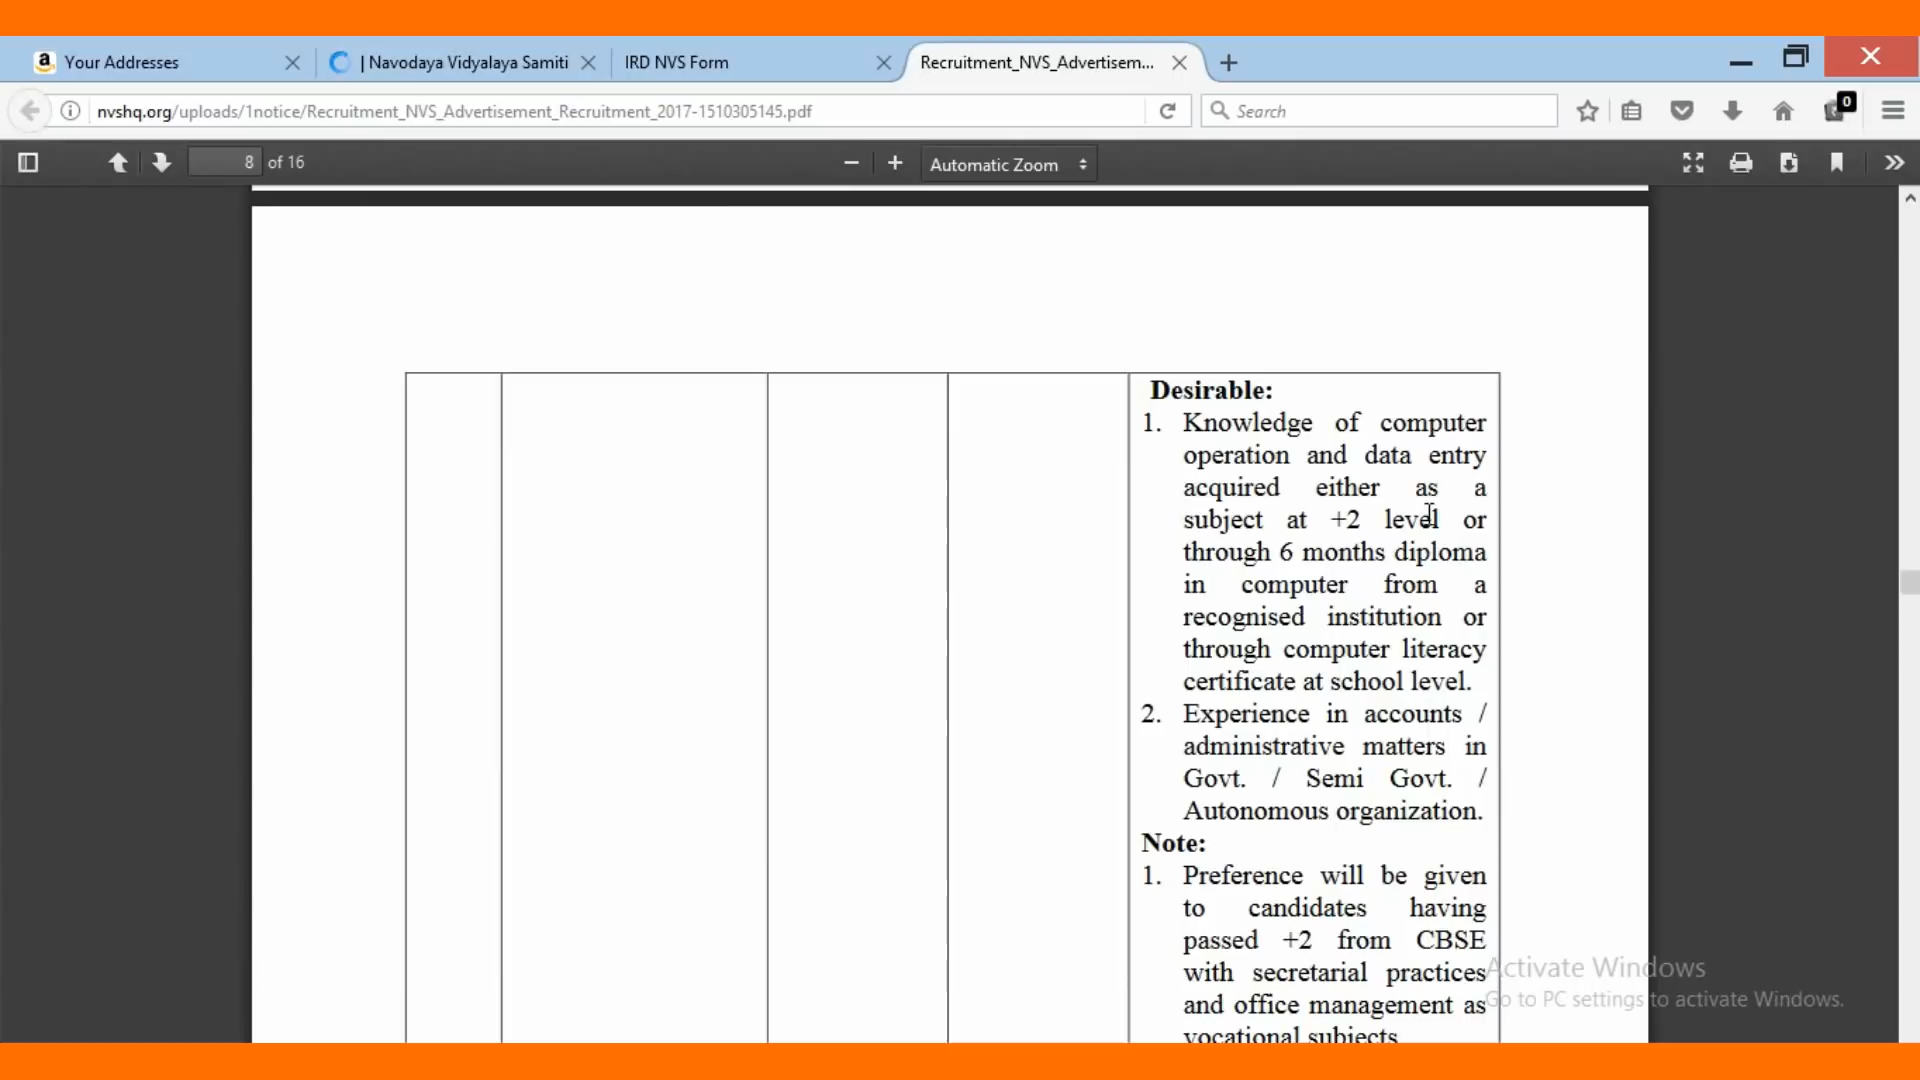 Your Addresses
| Navodaya Vidyalaya Samiti
IRD NVS Form
Recruitment_NVS_Advertisem...
nvshq.org/uploads/1notice/Recruitment_NVS_Advertisement_Recruitment_2017-1510305145.pdf
Search
0
8 of 16
Automatic Zoom
Desirable:
1. Knowledge of computer
operation and data entry
acquired either as a
subject at +2 level or
through 6 months diploma
in computer from a
recognised institution or
through computer literacy
certificate at school level.
2. Experience in accounts /
administrative matters in
Govt. / Semi Govt. /
Autonomous organization.
Note:
1. Preference will be given
to candidates having
passed +2 from CBSE
with secretarial practices
and office management as
vocational subjects
Activate Windows
Go to PC settings to activate Windows.